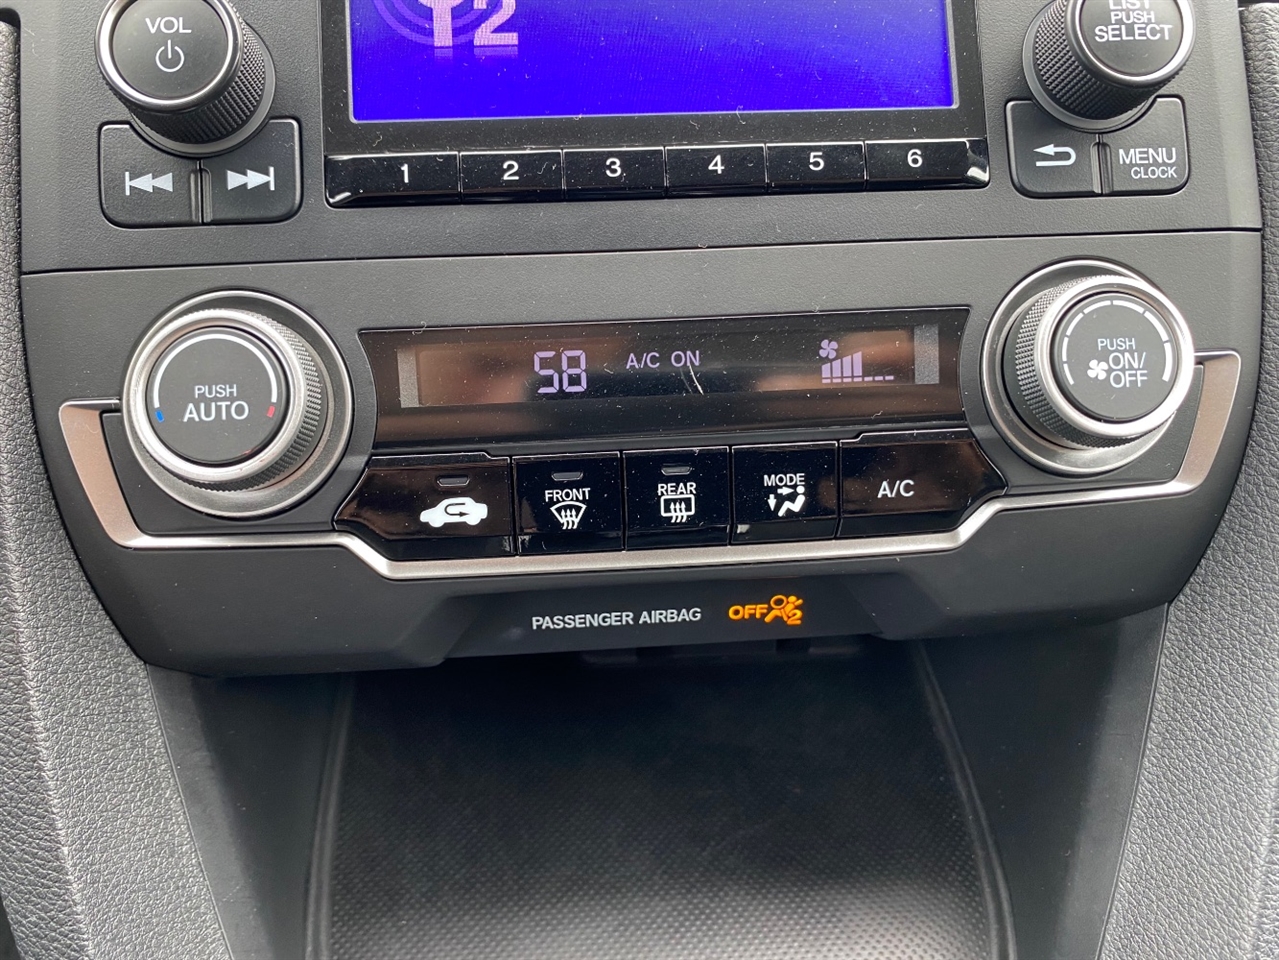 VOL
LIST
PUSH
SELECT
1 2 3 4 5 6
MENU
CLOCK
PUSH
AUTO
58 A/C ON
PUSH
ON/
OFF
FRONT
REAR
MODE
A/C
PASSENGER AIRBAG OFF 2